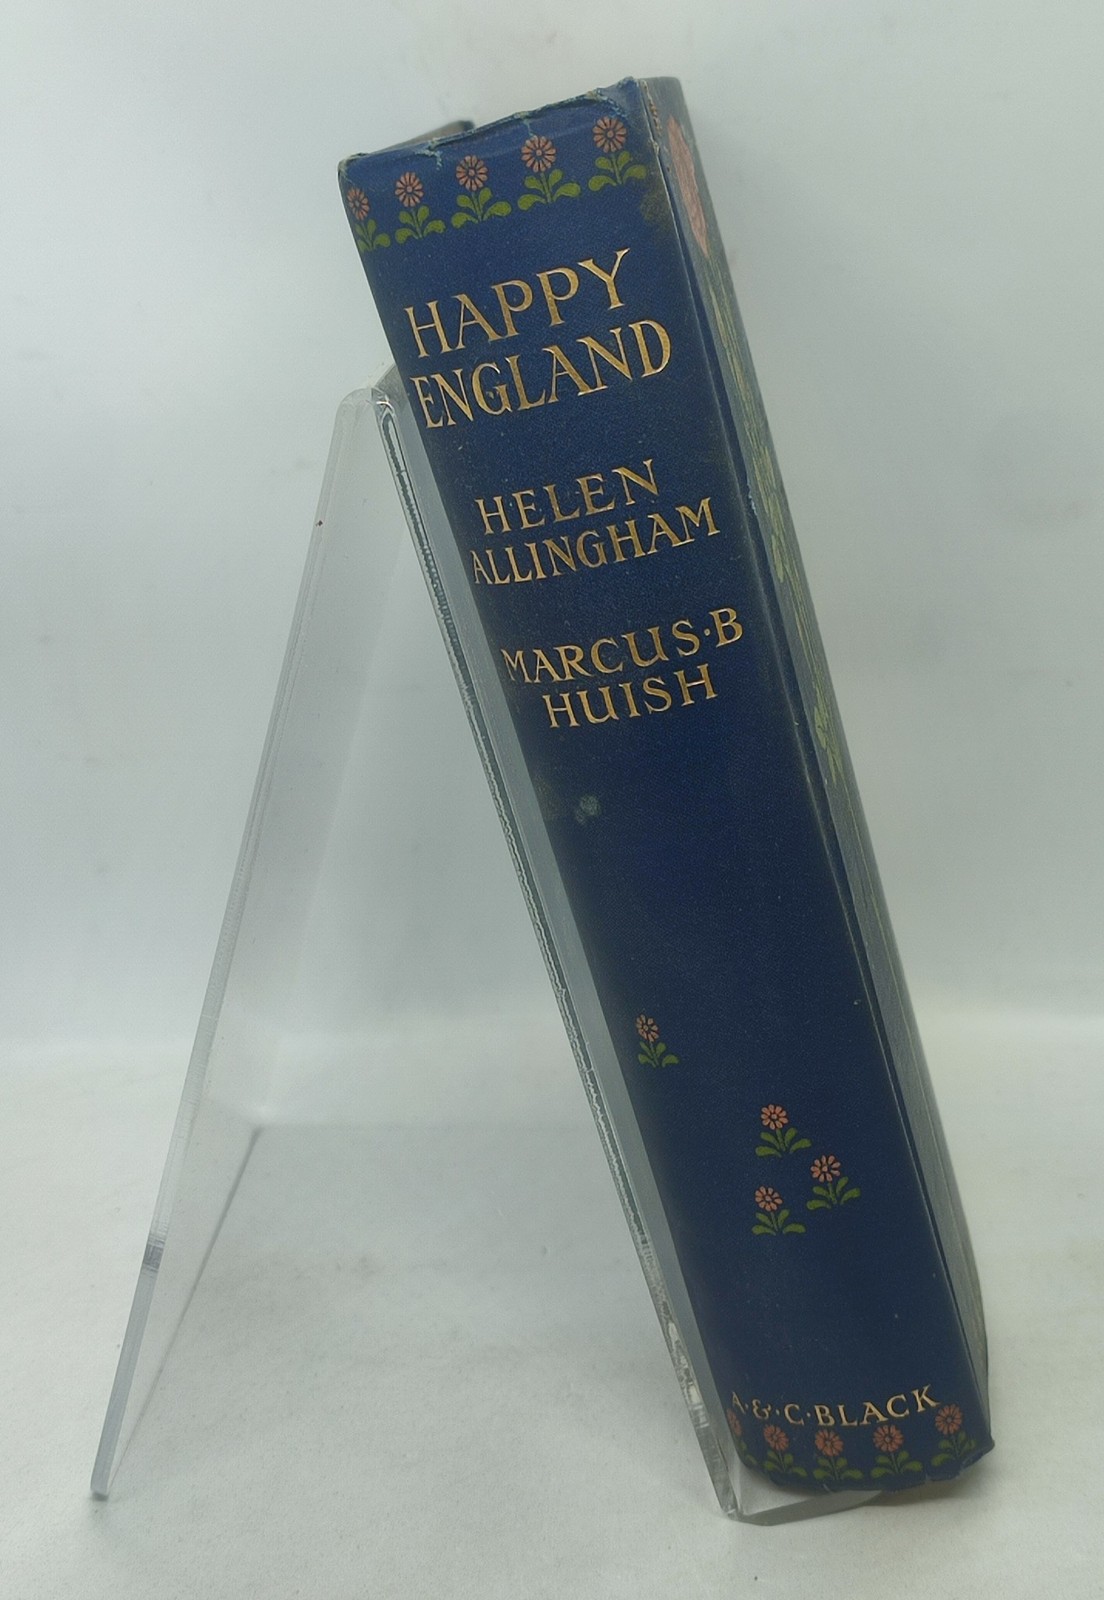 HAPPY
ENGLAND
HELEN
ALLINGHAM
MARCUS·B
HUISH
A·&·C·BLACK